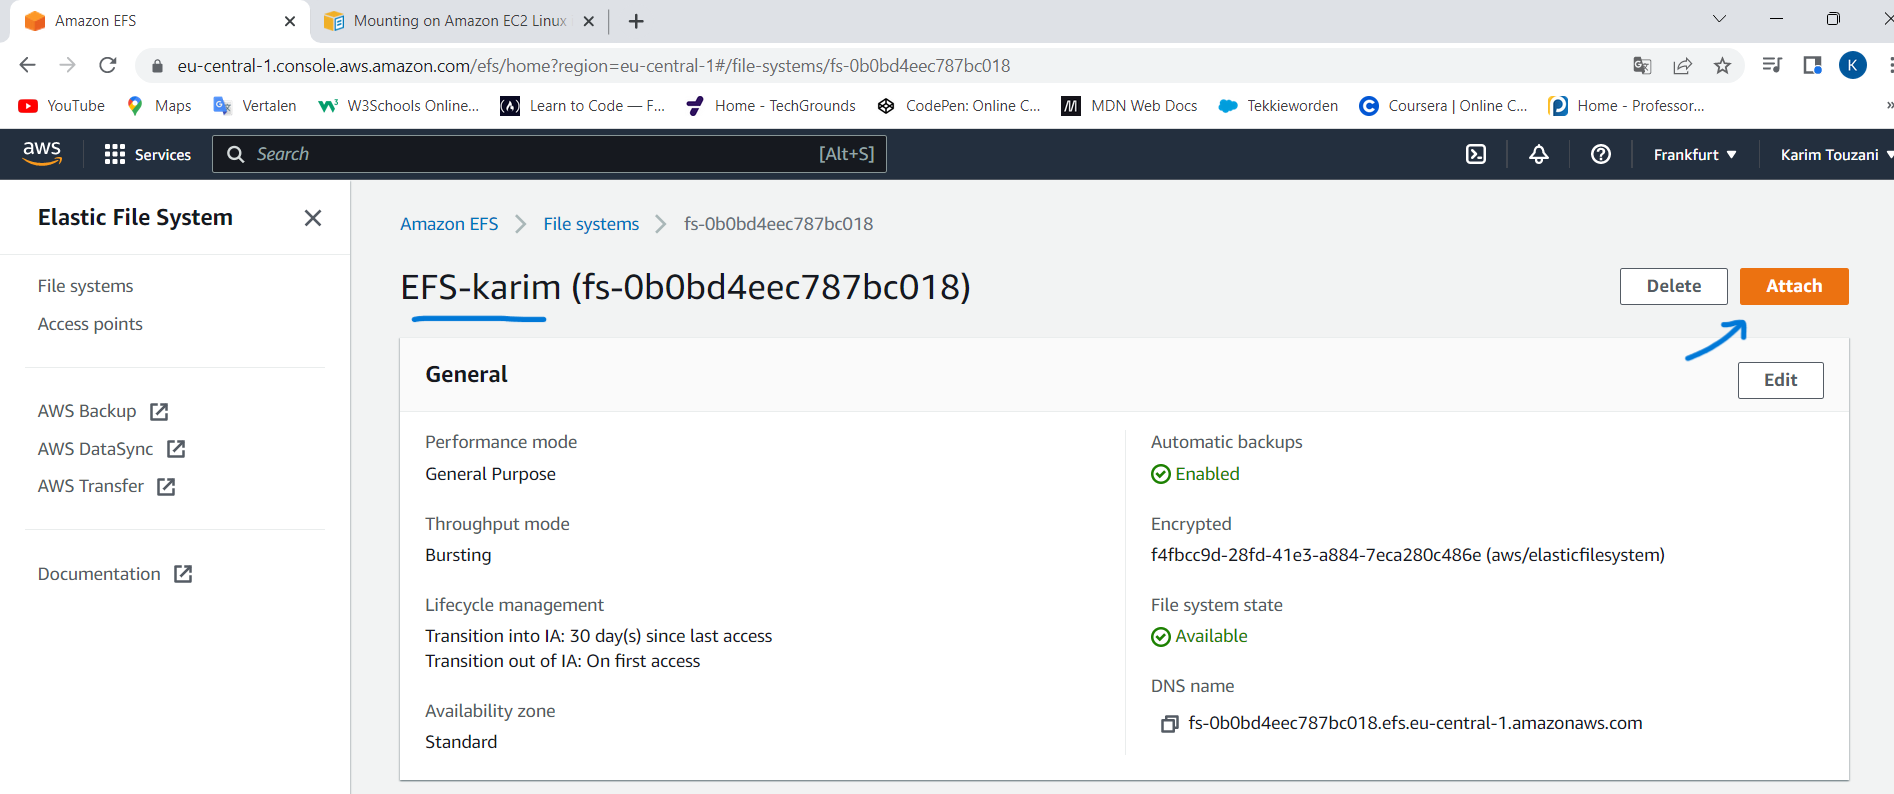 Amazon EFS
Mounting on Amazon EC2 Linux
eu-central-1.console.aws.amazon.com/efs/home?region=eu-central-1#/file-systems/fs-0b0bd4eec787bc018
K
YouTube
Maps
Vertalen
W3Schools Online...
Learn to Code — F...
Home - TechGrounds
CodePen: Online C...
MDN Web Docs
Tekkieworden
Coursera | Online C...
Home - Professor...
»
aws
Services
Search
[Alt+S]
Frankfurt
Karim Touzani
Elastic File System
File systems
Access points
AWS Backup
AWS DataSync
AWS Transfer
Documentation
Amazon EFS
File systems
fs-0b0bd4eec787bc018
EFS-karim (fs-0b0bd4eec787bc018)
Delete
Attach
General
Edit
Performance mode
General Purpose
Throughput mode
Bursting
Lifecycle management
Transition into IA: 30 day(s) since last access
Transition out of IA: On first access
Availability zone
Standard
Automatic backups
Enabled
Encrypted
f4fbcc9d-28fd-41e3-a884-7eca280c486e (aws/elasticfilesystem)
File system state
Available
DNS name
fs-0b0bd4eec787bc018.efs.eu-central-1.amazonaws.com